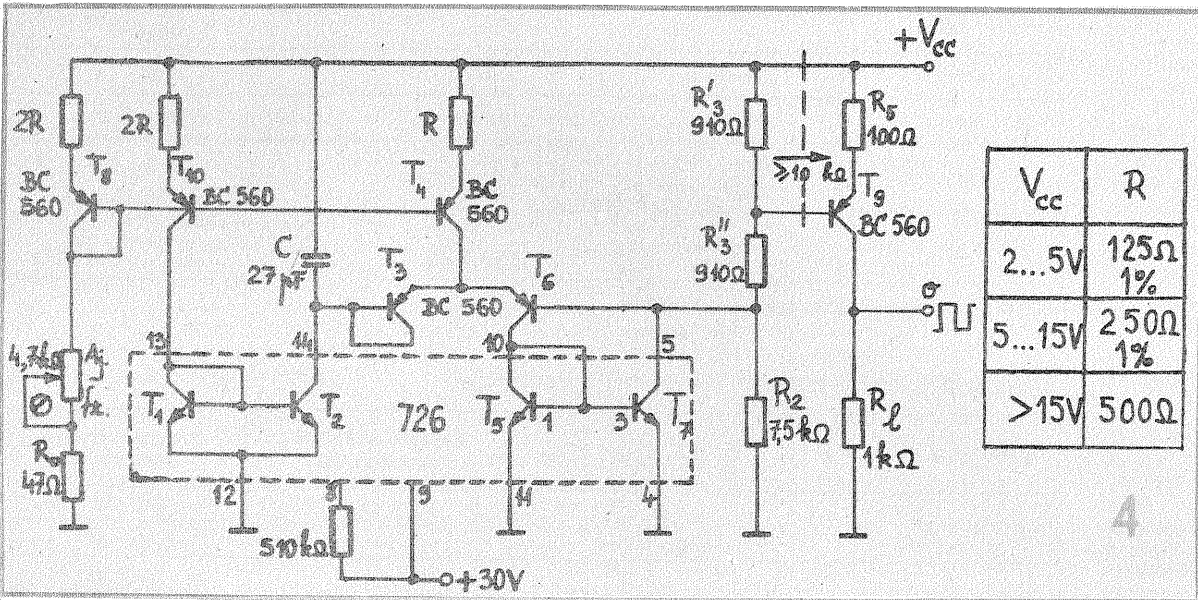 +Vcc
2R
2R
R
R'3
910Ω
R5
100Ω
T8
BC
560
T10
BC 560
T4
BC
560
≥10 kΩ
T9
BC 560
R''3
910Ω
C
27 pF
T3
BC 560
T6
13
14
10
5
4,7kΩ
Aj.
fz.
T1
T2
726
T5
1
3
T7
R2
7,5kΩ
Rl
1kΩ
47Ω
12
8
9
11
4
510kΩ
+30V
Vcc R
2...5V 125Ω
1%
5...15V 250Ω
1%
>15V 500Ω
4